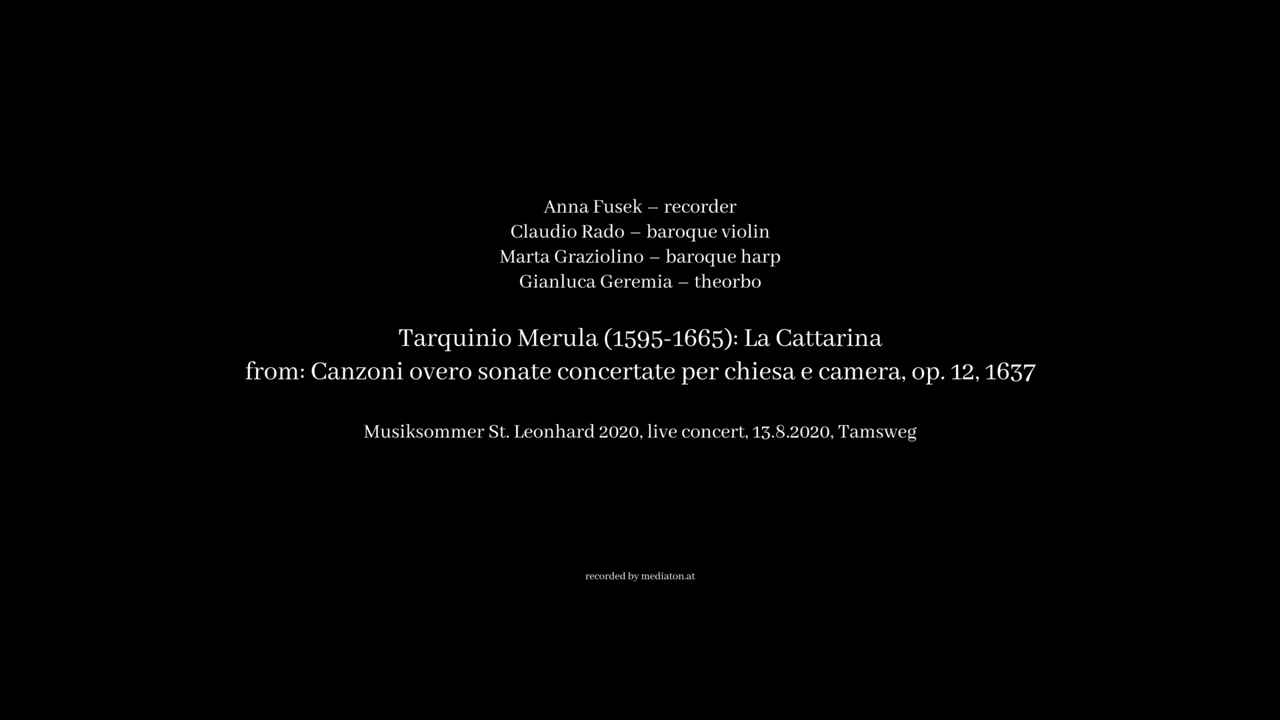 Anna Fusek – recorder
Claudio Rado – baroque violin
Marta Graziolino – baroque harp
Gianluca Geremia – theorbo
Tarquinio Merula (1595-1665): La Cattarina
from: Canzoni overo sonate concertate per chiesa e camera, op. 12, 1637
Musiksommer St. Leonhard 2020, live concert, 13.8.2020, Tamsweg
recorded by mediaton.at